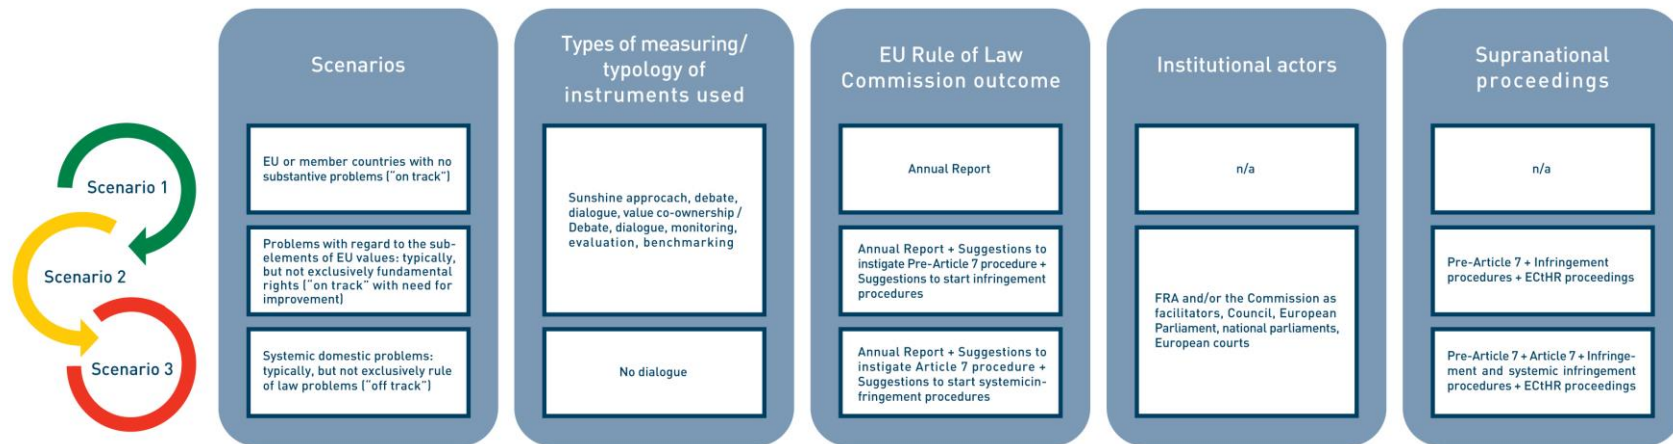 Scenario 1
Scenario 2
Scenario 3
Scenarios
EU or member countries with no
substantive problems (“on track”)
Problems with regard to the sub-
elements of EU values: typically,
but not exclusively fundamental
rights (“on track” with need for
improvement)
Systemic domestic problems:
typically, but not exclusively rule
of law problems (“off track”)
Types of measuring/
typology of
instruments used
Sunshine approach, debate,
dialogue, value co-ownership /
Debate, dialogue, monitoring,
evaluation, benchmarking
No dialogue
EU Rule of Law
Commission outcome
Annual Report
Annual Report + Suggestions to
instigate Pre-Article 7 procedure +
Suggestions to start infringement
procedures
Annual Report + Suggestions to
instigate Article 7 procedure +
Suggestions to start systemicin-
fringement procedures
Institutional actors
n/a
FRA and/or the Commission as
facilitators, Council, European
Parliament, national parliaments,
European courts
Supranational
proceedings
n/a
Pre-Article 7 + Infringement
procedures + ECtHR proceedings
Pre-Article 7 + Article 7 + Infringe-
ment and systemic infringement
procedures + ECtHR proceedings